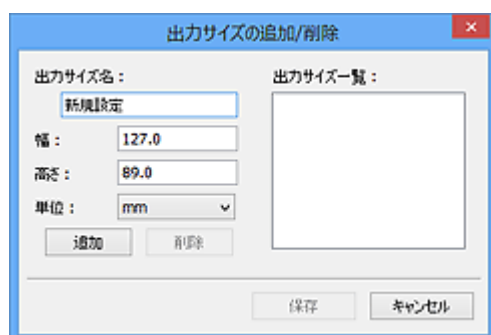 出力サイズの追加/削除
×
出力サイズ名：
新規設定
幅：
127.0
高さ：
89.0
単位：
mm
追加
削除
出力サイズ一覧：
保存
キャンセル